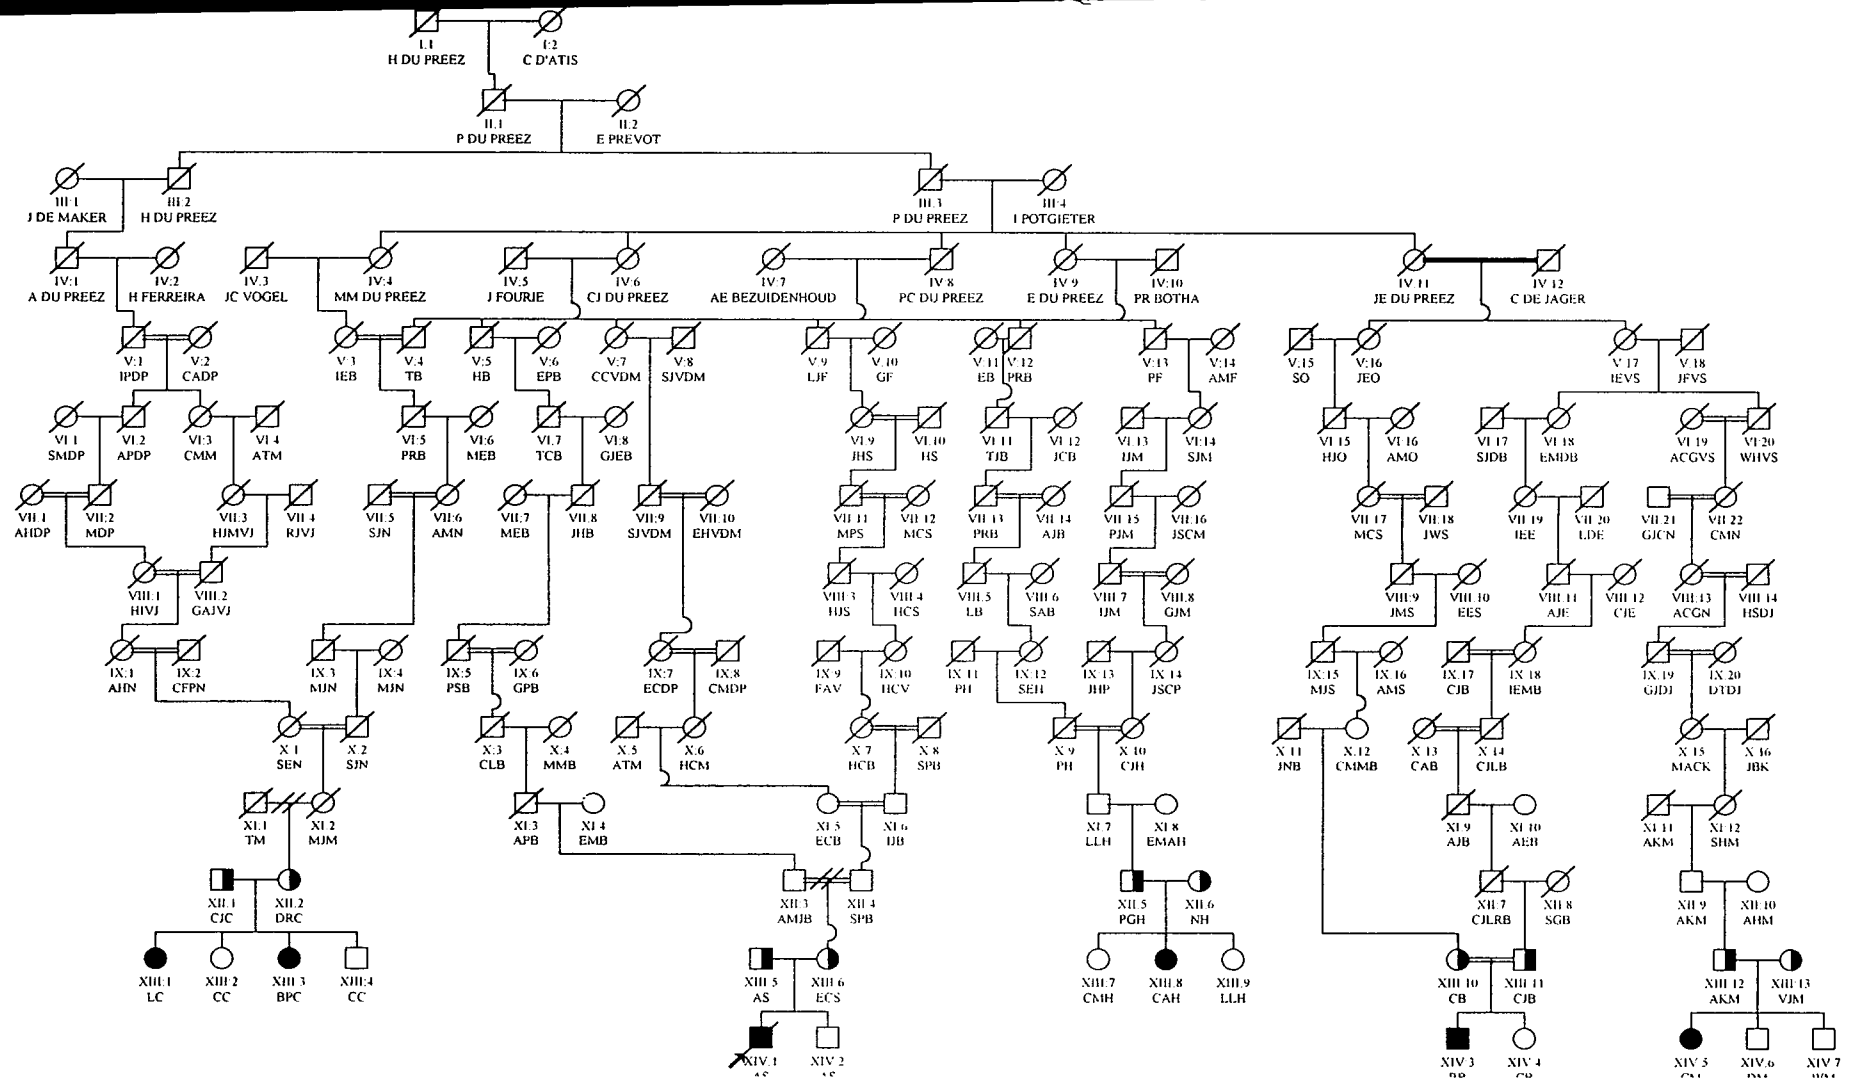 I.1 I:2
H DU PREEZ C D'ATIS
II.1 II.2
P DU PREEZ E PREVOT
III:1 III:2 III.3 III:4
J DE MAKER H DU PREEZ P DU PREEZ I POTGIETER
IV:1 IV:2 IV.3 IV:4 IV:5 IV:6 IV:7 IV 8 IV 9 IV:10 IV.11 IV 12
A DU PREEZ H FERREIRA JC VOGEL MM DU PREEZ J FOURIE CJ DU PREEZ AE BEZUIDENHOUD PC DU PREEZ E DU PREEZ PR BOTHA JE DU PREEZ C DE JAGER
V:1 V:2 V:3 V.4 V:5 V:6 V:7 V:8 V.9 V.10 V:11 V:12 V:13 V:14 V:15 V:16 V:17 V.18
IPDP CADP IEB TB HB EPB CCVDM SJVDM LJF GF EB PRB PF AMF SO JEO IEVS JFVS
VI 1 VI.2 VI:3 VI 4 VI:5 VI:6 VI.7 VI:8 VI.9 VI.10 VI 11 VI 12 VI.13 VI:14 VI 15 VI:16 VI.17 VI.18 VI 19 VI:20
SMDP APDP CMM ATM PRB MEB TCB GJEB JHS HS TJB JCB IJM SJM HJO AMO SJDB EMDB ACGVS WHVS
VII:1 VII:2 VII:3 VII 4 VII:5 VII:6 VII:7 VII.8 VII:9 VII:10 VII 11 VII:12 VII 13 VII 14 VII 15 VII:16 VII 17 VII:18 VII 19 VII 20 VII:21 VII 22
AHDP MDP HJMVJ RJVJ SJN AMN MEB JHB SJVDM EHVDM MPS MCS PRB AJB PJM JSCM MCS JWS IEE LDE GJCN CMN
VIII:1 VIII.2 VIII:3 VIII 4 VIII.5 VIII 6 VIII 7 VIII.8 VIII:9 VIII.10 VIII.11 VIII 12 VIII:13 VIII 14
HIVJ GAJVJ HJS HCS LB SAB IJM GJM JMS EES AJE CJE ACGN HSDJ
IX:1 IX:2 IX 3 IX:4 IX:5 IX:6 IX:7 IX:8 IX 9 IX:10 IX 11 IX:12 IX:13 IX 14 IX:15 IX:16 IX:17 IX 18 IX:19 IX:20
AHN CFPN MJN MJN PSB GPB ECDP CMDP FAV HCV PH SEH JHP JSCP MJS AMS CJB IEMB GJDJ DTDJ
X 1 X.2 X:3 X:4 X.5 X:6 X.7 X 8 X 9 X 10 X 11 X.12 X 13 X 14 X 15 X 16
SEN SJN CLB MMB ATM HCM HCB SPB PH CJH JNB CMMB CAB CJLB MACK JBK
XI:1 XI.2 XI:3 XI 4 XI.5 XI 6 XI.7 XI.8 XI 9 XI 10 XI 11 XI:12
TM MJM APB EMB ECB IJB LLH EMAH AJB AEB AKM SHM
XII.1 XII.2 XII:3 XII 4 XII.5 XII.6 XII:7 XII 8 XII 9 XII:10
CJC DRC AMJB SPB PGH NH CJLRB SGB AKM AHM
XIII:1 XIII:2 XIII 3 XIII:4 XIII 5 XIII 6 XIII:7 XIII.8 XIII.9 XIII 10 XIII 11 XIII 12 XIII:13
LC CC BPC CC AS ECS CMH CAH LLH CB CJB AKM VJM
XIV.1 XIV 2 XIV 3 XIV 4 XIV 5 XIV.6 XIV 7